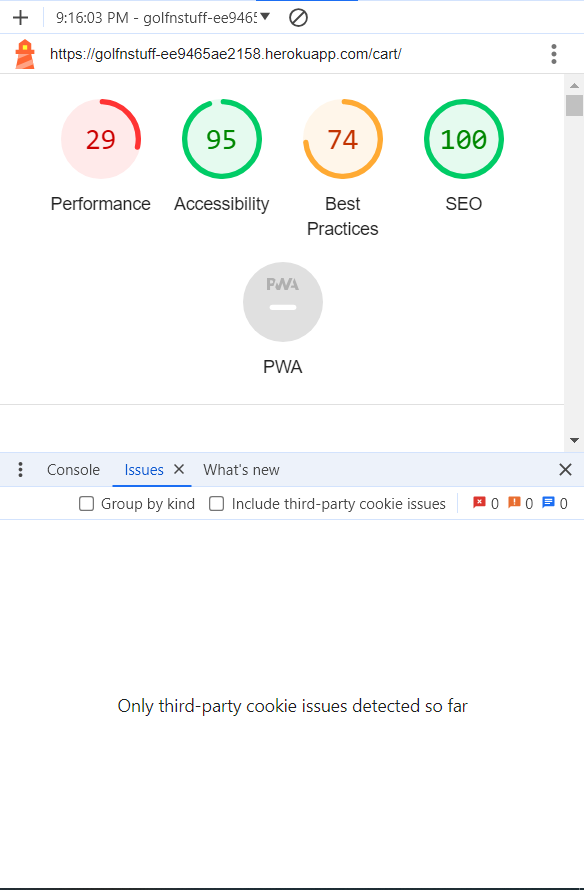 9:16:03 PM - golfnstuff-ee946
https://golfnstuff-ee9465ae2158.herokuapp.com/cart/
29
95
74
100
Performance
Accessibility
Best
Practices
SEO
PWA
PWA
Console
Issues
What's new
Group by kind
Include third-party cookie issues
0
0
0
Only third-party cookie issues detected so far